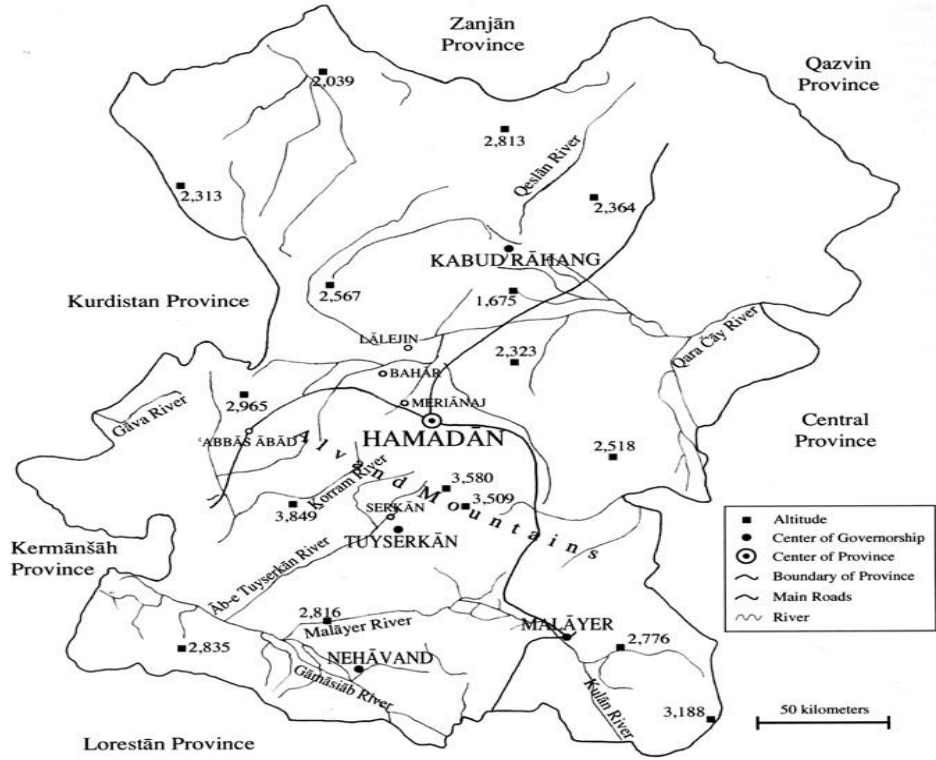 Zanjān
Province
Qazvin
Province
2,039
2,813
Qeslān River
2,313
2,364
KABUD RĀHANG
Kurdistan Province
2,567
1,675
Qara Čāy River
LĀLEJIN
2,323
BAHĀR
2,965
MERIĀNAJ
Gāva River
ʿABBĀS ĀBĀD
HAMADĀN
Central
Province
Alvand Mountains
2,518
Korram River
3,580
3,509
3,849
SERKĀN
TUYSERKĀN
Kermānšāh
Province
Āb-e Tuyserkān River
2,816
Malāyer River
MALĀYER
2,835
NEHĀVAND
2,776
Gāmāsiāb River
Kulān River
3,188
Lorestān Province
Altitude
Center of Governorship
Center of Province
Boundary of Province
Main Roads
River
50 kilometers